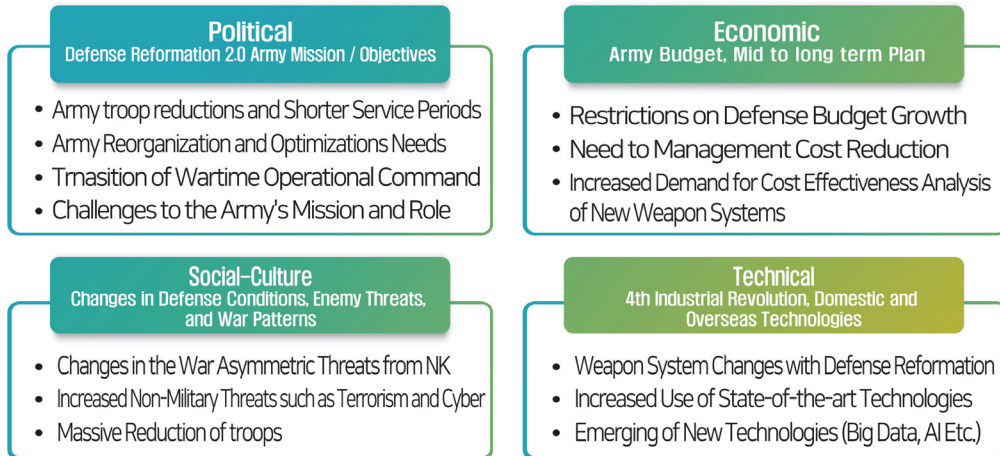 Political
Defense Reformation 2.0 Army Mission / Objectives
• Army troop reductions and Shorter Service Periods
• Army Reorganization and Optimizations Needs
• Trnasition of Wartime Operational Command
• Challenges to the Army's Mission and Role
Economic
Army Budget, Mid to long term Plan
• Restrictions on Defense Budget Growth
• Need to Management Cost Reduction
• Increased Demand for Cost Effectiveness Analysis
of New Weapon Systems
Social-Culture
Changes in Defense Conditions, Enemy Threats,
and War Patterns
• Changes in the War Asymmetric Threats from NK
• Increased Non-Military Threats such as Terrorism and Cyber
• Massive Reduction of troops
Technical
4th Industrial Revolution, Domestic and
Overseas Technologies
• Weapon System Changes with Defense Reformation
• Increased Use of State-of-the-art Technologies
• Emerging of New Technologies (Big Data, AI Etc.)